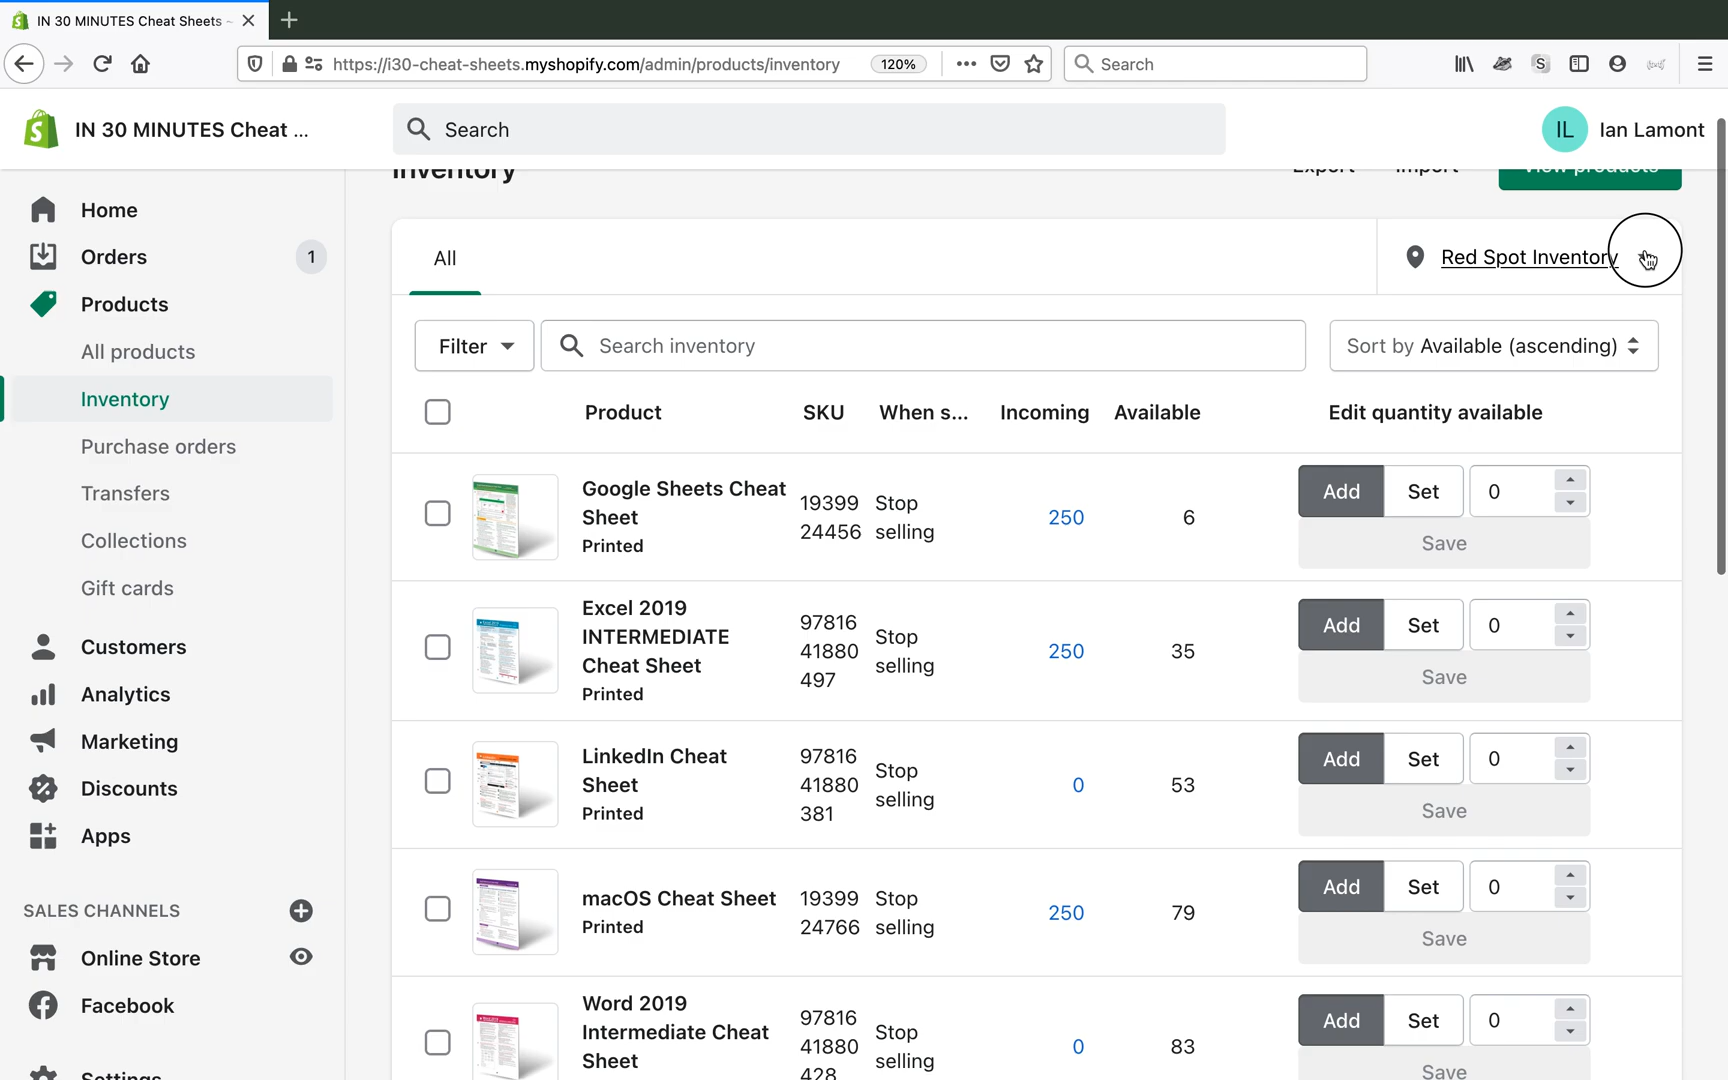 IN 30 MINUTES Cheat Sheets ~
https://i30-cheat-sheets.myshopify.com/admin/products/inventory
120%
Search
IN 30 MINUTES Cheat ...
Search
IL
Ian Lamont
Home
Orders
1
Products
All products
Inventory
Purchase orders
Transfers
Collections
Gift cards
Customers
Analytics
Marketing
Discounts
Apps
SALES CHANNELS
Online Store
Facebook
Settings
Inventory
Export
Import
View products
All
Red Spot Inventory
Filter
Search inventory
Sort by Available (ascending)
Product
SKU
When s...
Incoming
Available
Edit quantity available
Google Sheets Cheat
Sheet
Printed
19399
24456
Stop
selling
250
6
Add
Set
0
Save
Excel 2019
INTERMEDIATE
Cheat Sheet
Printed
97816
41880
497
Stop
selling
250
35
Add
Set
0
Save
LinkedIn Cheat
Sheet
Printed
97816
41880
381
Stop
selling
0
53
Add
Set
0
Save
macOS Cheat Sheet
Printed
19399
24766
Stop
selling
250
79
Add
Set
0
Save
Word 2019
Intermediate Cheat
Sheet
97816
41880
428
Stop
selling
0
83
Add
Set
0
Save